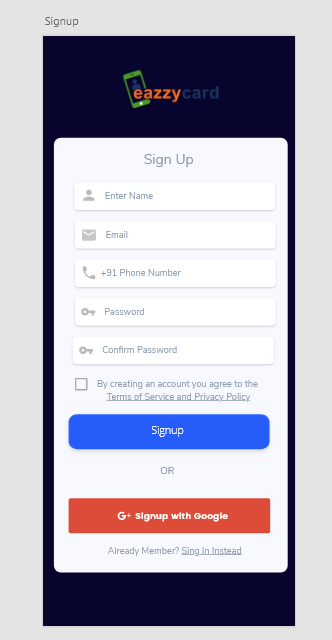 Signup
eazzycard
Sign Up
Enter Name
Email
+91 Phone Number
Password
Confirm Password
By creating an account you agree to the
Terms of Service and Privacy Policy
Signup
OR
G+ Signup with Google
Already Member? Sing In Instead